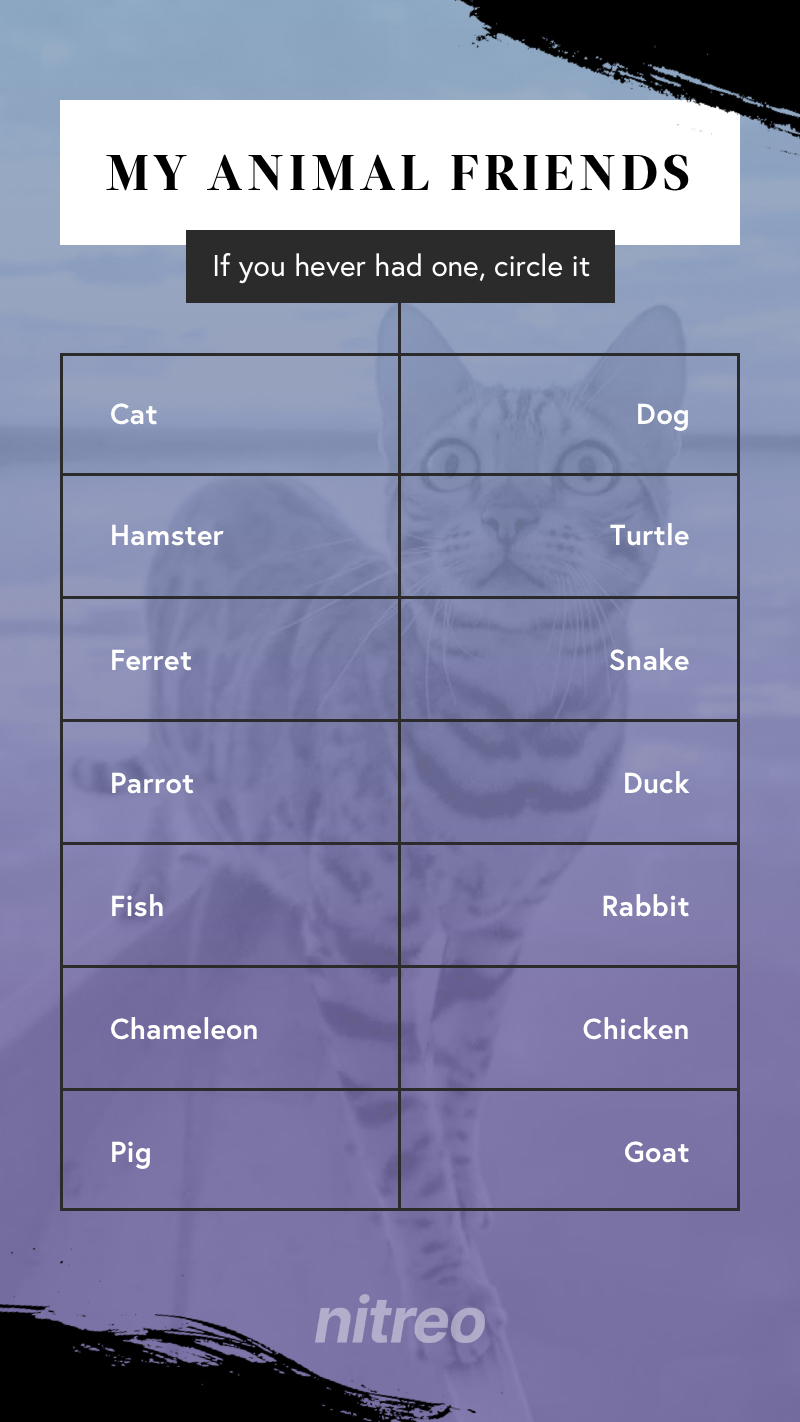 MY ANIMAL FRIENDS
If you hever had one, circle it
Cat Dog
Hamster Turtle
Ferret Snake
Parrot Duck
Fish Rabbit
Chameleon Chicken
Pig Goat
nitreo